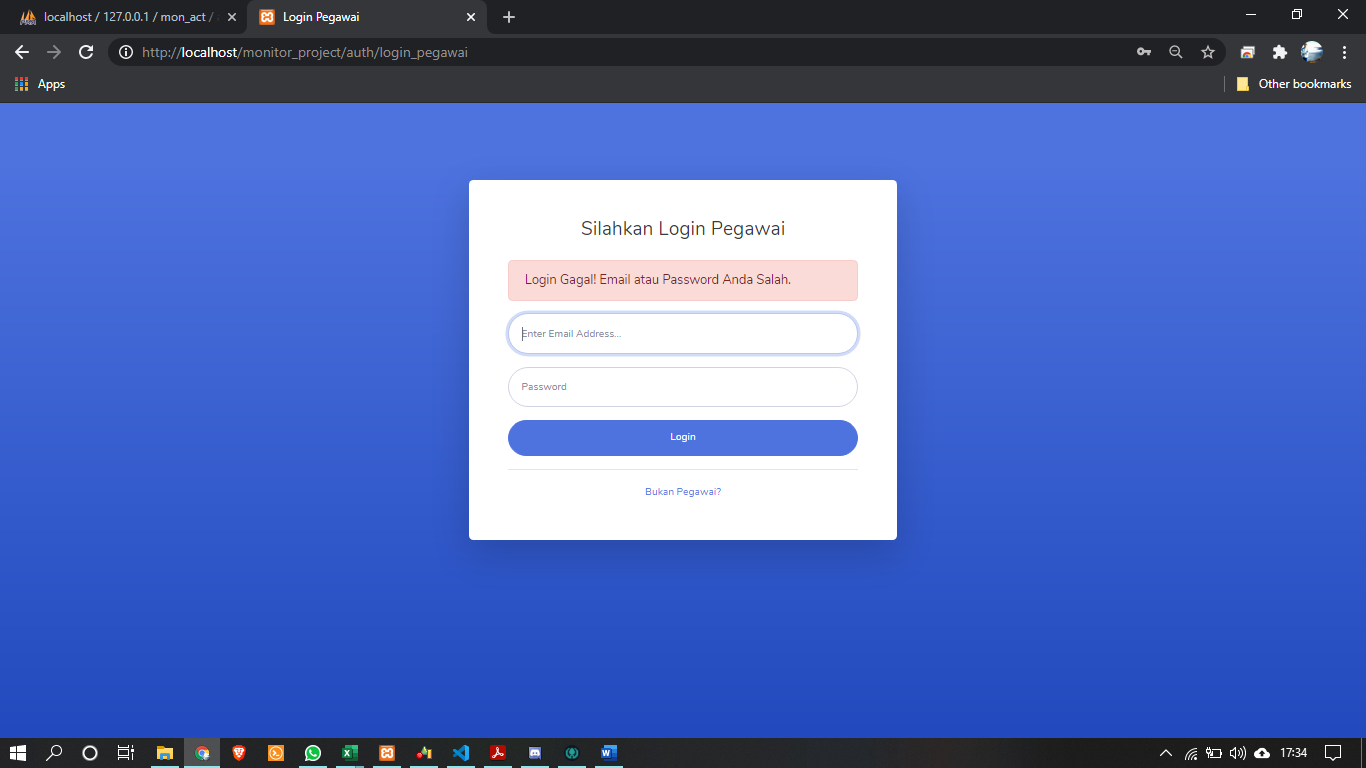 localhost / 127.0.0.1 / mon_act /
Login Pegawai
http://localhost/monitor_project/auth/login_pegawai
Apps
Other bookmarks
Silahkan Login Pegawai
Login Gagal! Email atau Password Anda Salah.
Enter Email Address...
Password
Login
Bukan Pegawai?
17:34